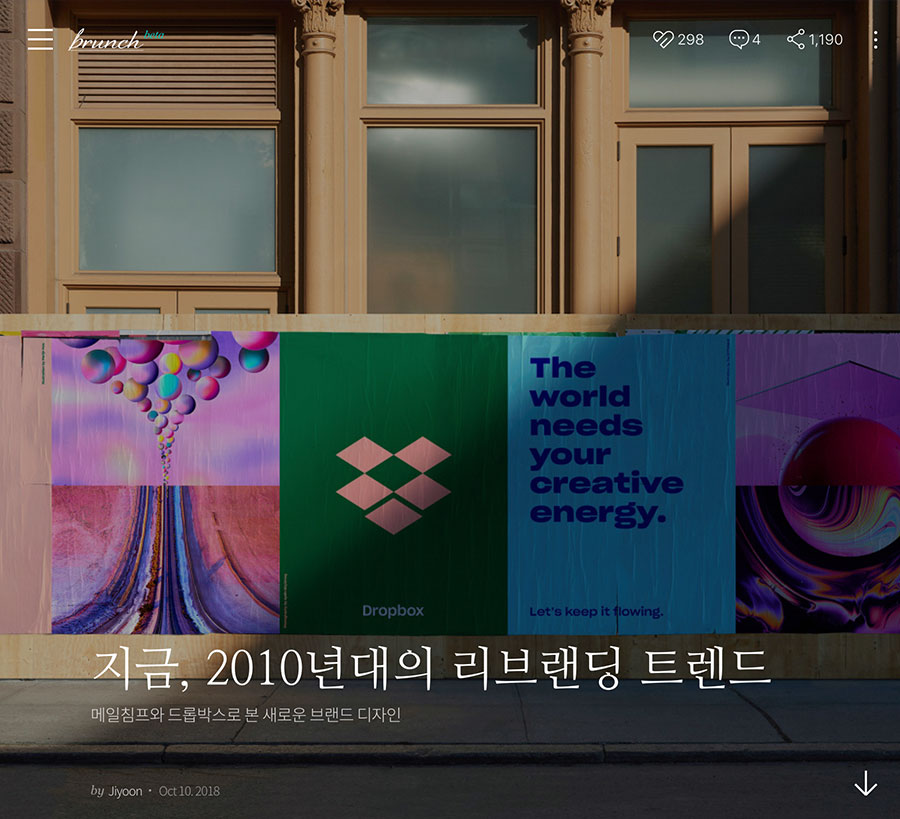 brunch beta
298
4
1,190
The
world
needs
your
creative
energy.
Dropbox
Let's keep it flowing.
지금, 2010년대의 리브랜딩 트렌드
메일침프와 드롭박스로 본 새로운 브랜드 디자인
by Jiyoon • Oct 10. 2018